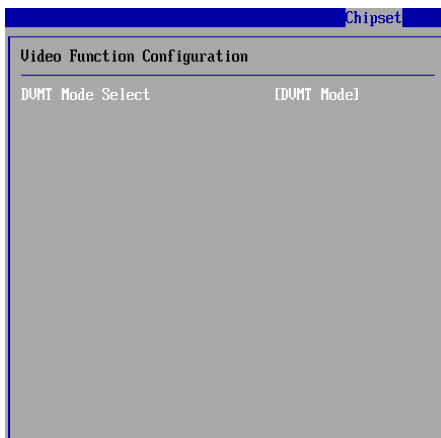 Chipset
Video Function Configuration
DVMT Mode Select [DVMT Mode]